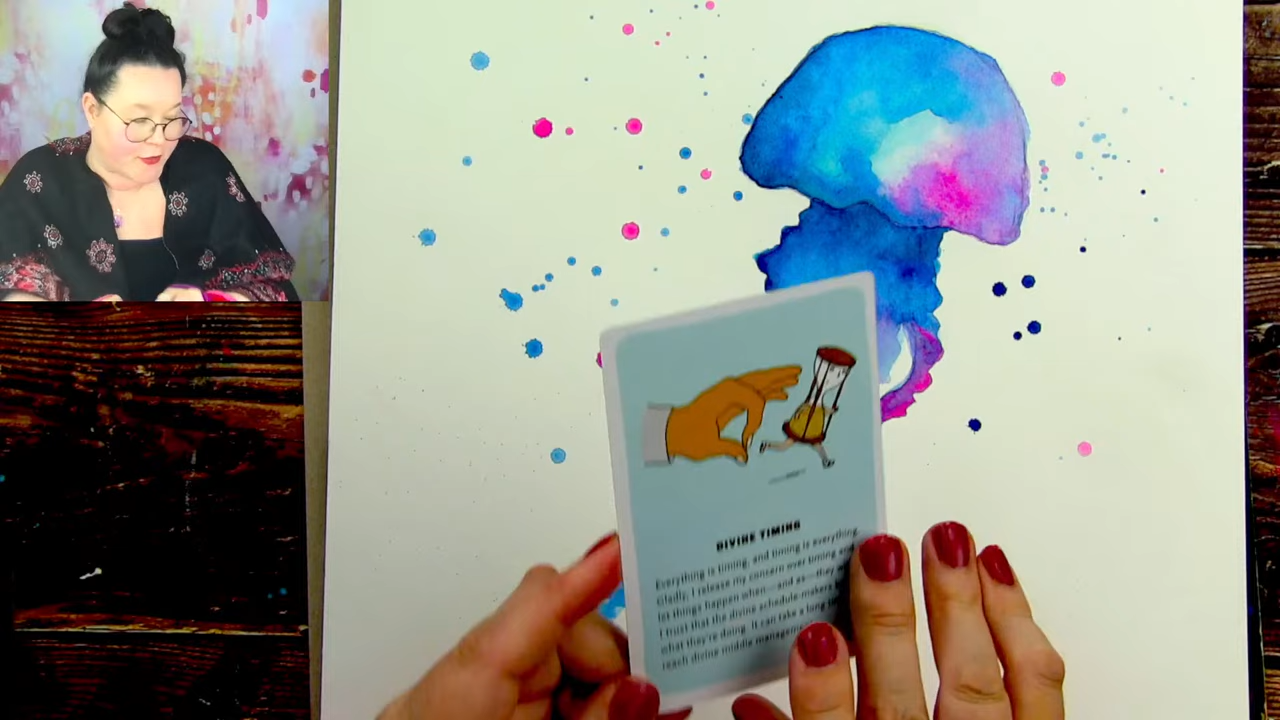 DIVINE TIMING
Everything is timing, and timing is everything.
Gladly, I release my concern over timing
let things happen when—and as—they
I trust that the divine schedule-makers
what they're doing. It can take a long
reach divine middle manage